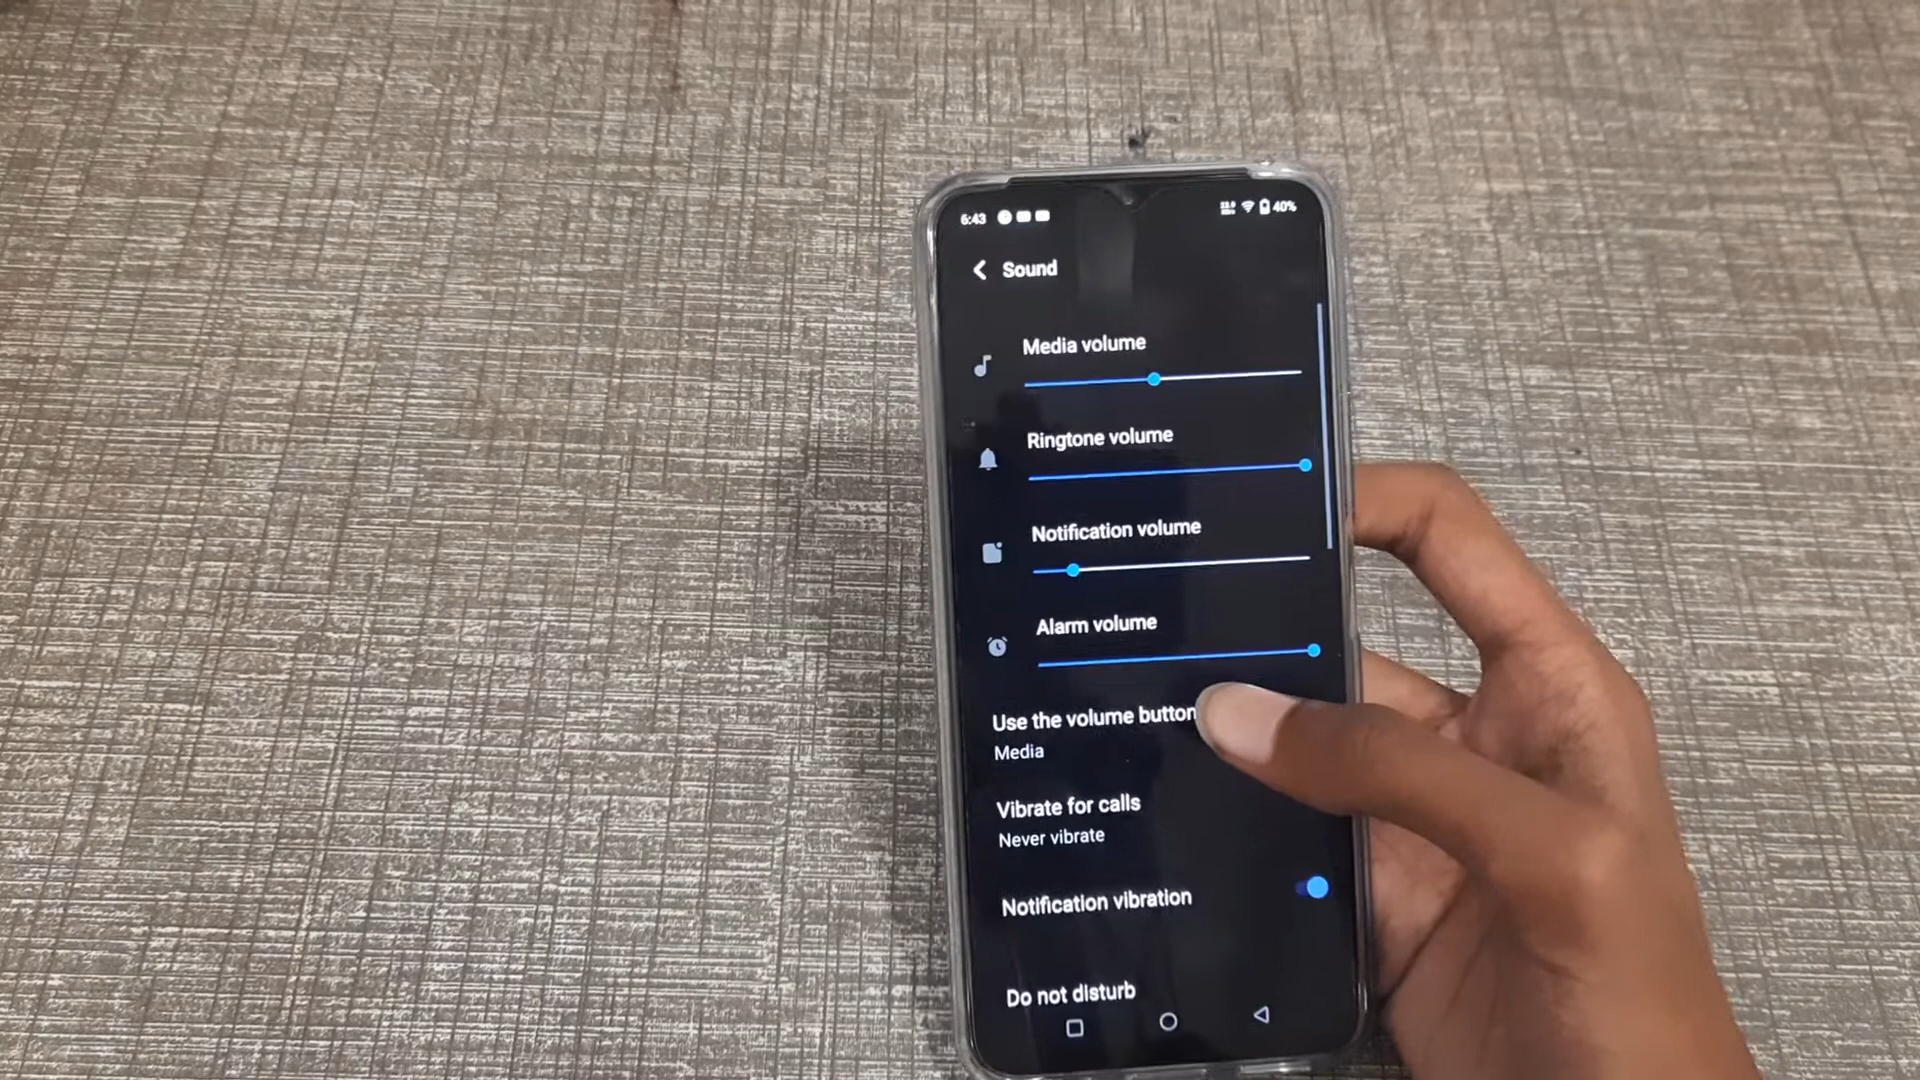 6:43
40%
Sound
Media volume
Ringtone volume
Notification volume
Alarm volume
Use the volume button
Media
Vibrate for calls
Never vibrate
Notification vibration
Do not disturb